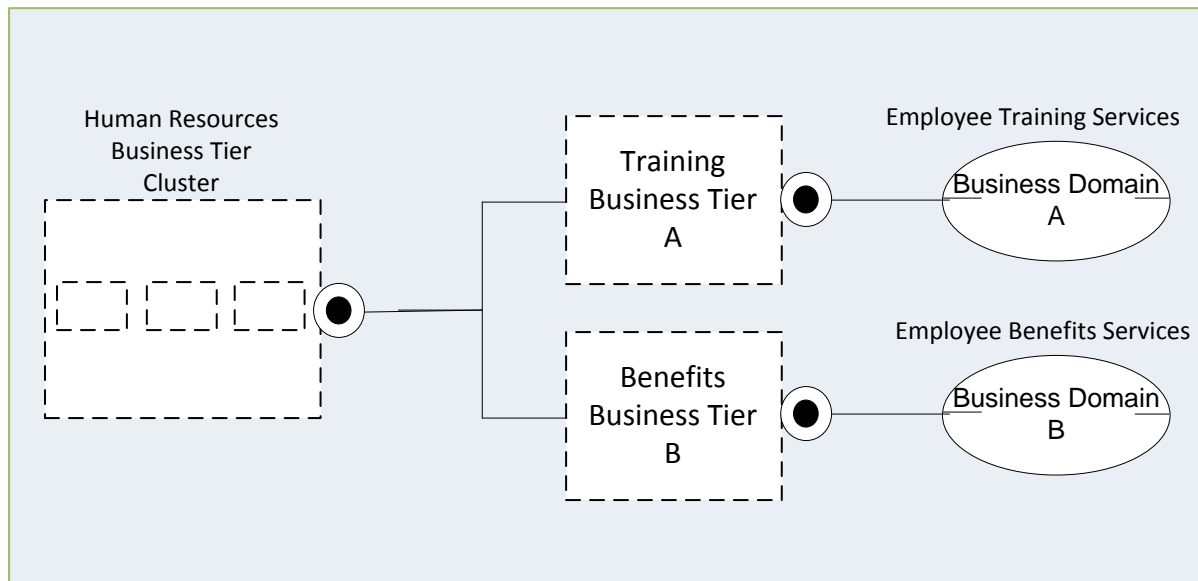 Human Resources
Business Tier
Cluster
Training
Business Tier
A
Employee Training Services
Business Domain
A
Benefits
Business Tier
B
Employee Benefits Services
Business Domain
B